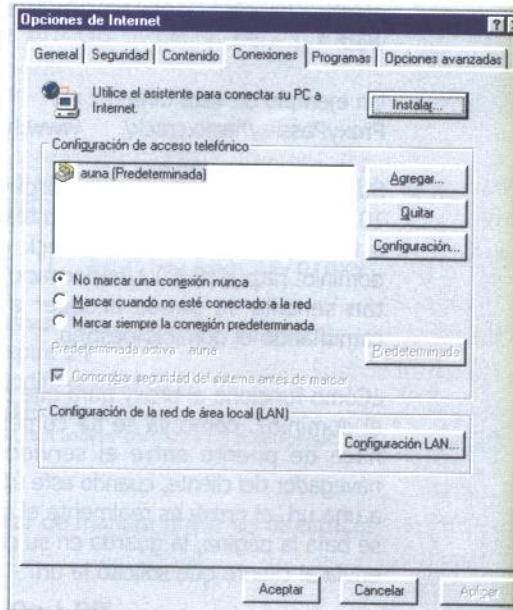 Opciones de Internet
General Seguridad Contenido Conexiones Programas Opciones avanzadas
Utilice el asistente para conectar su PC a
Internet.
Instalar...
Configuración de acceso telefónico
auna (Predeterminada)
Agregar...
Quitar
Configuración...
No marcar una conexión nunca
Marcar cuando no esté conectado a la red
Marcar siempre la conexión predeterminada
Predeterminada activa: auna
Predeterminada
Comprobar seguridad del sistema antes de marcar
Configuración de la red de área local (LAN)
Configuración LAN...
Aceptar
Cancelar
Aplicar